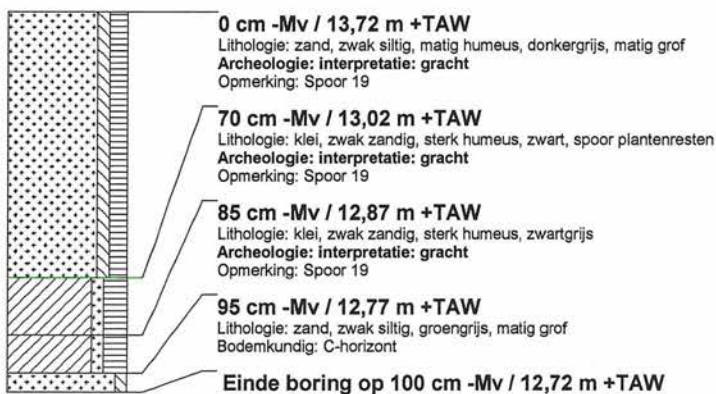 0 cm -Mv / 13,72 m +TAW
Lithologie: zand, zwak siltig, matig humeus, donkergrijs, matig grof
Archeologie: interpretatie: gracht
Opmerking: Spoor 19
70 cm -Mv / 13,02 m +TAW
Lithologie: klei, zwak zandig, sterk humeus, zwart, spoor plantenresten
Archeologie: interpretatie: gracht
Opmerking: Spoor 19
85 cm -Mv / 12,87 m +TAW
Lithologie: klei, zwak zandig, sterk humeus, zwartgrijs
Archeologie: interpretatie: gracht
Opmerking: Spoor 19
95 cm -Mv / 12,77 m +TAW
Lithologie: zand, zwak siltig, groengrijs, matig grof
Bodemkundig: C-horizont
Einde boring op 100 cm -Mv / 12,72 m +TAW